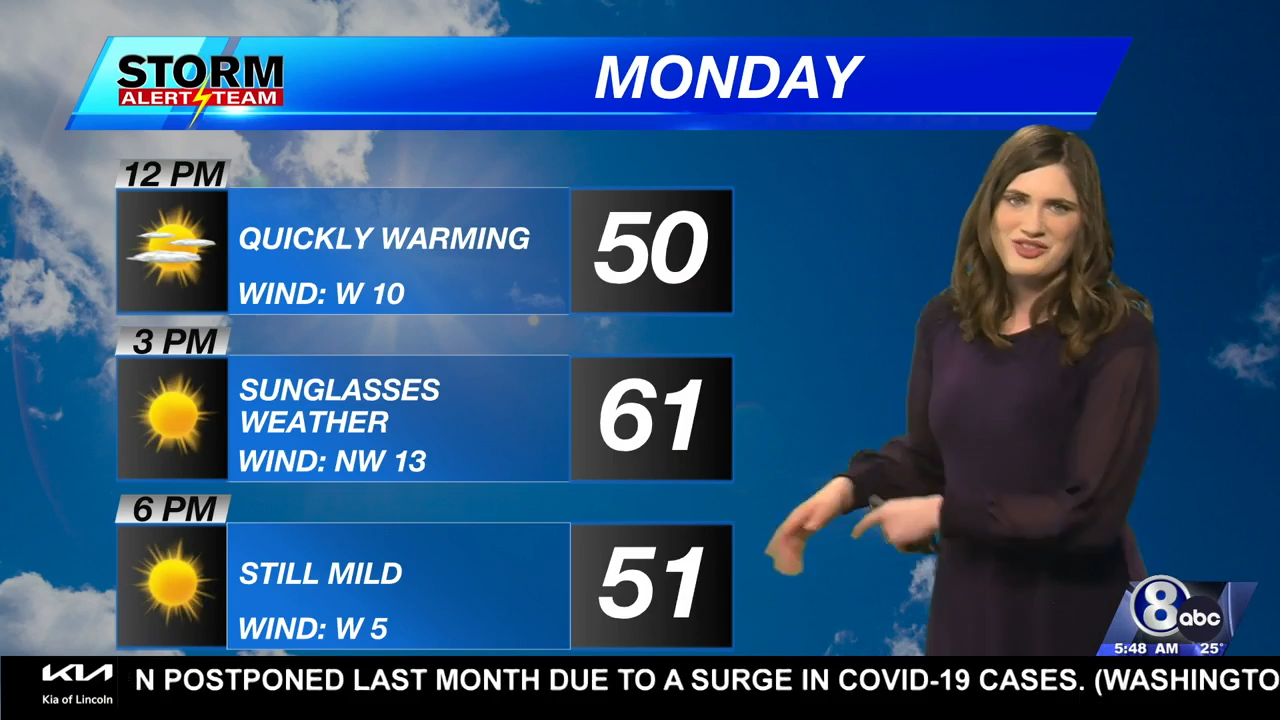 STORM
ALERT TEAM
MONDAY
12 PM
QUICKLY WARMING
WIND: W 10
50
3 PM
SUNGLASSES
WEATHER
WIND: NW 13
61
6 PM
STILL MILD
WIND: W 5
51
8 abc
5:48 AM 25°
KIA
Kia of Lincoln
N POSTPONED LAST MONTH DUE TO A SURGE IN COVID-19 CASES. (WASHINGTO